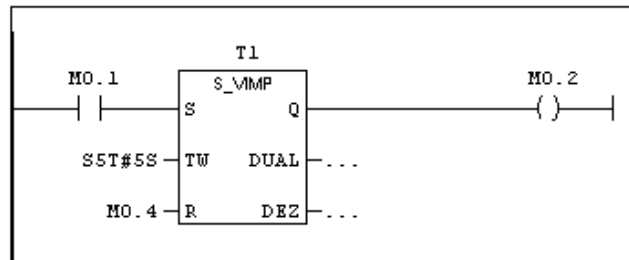 T1
M0.1 S_VIMP M0.2
S Q
S5T#5S TW DUAL ...
M0.4 R DEZ ...